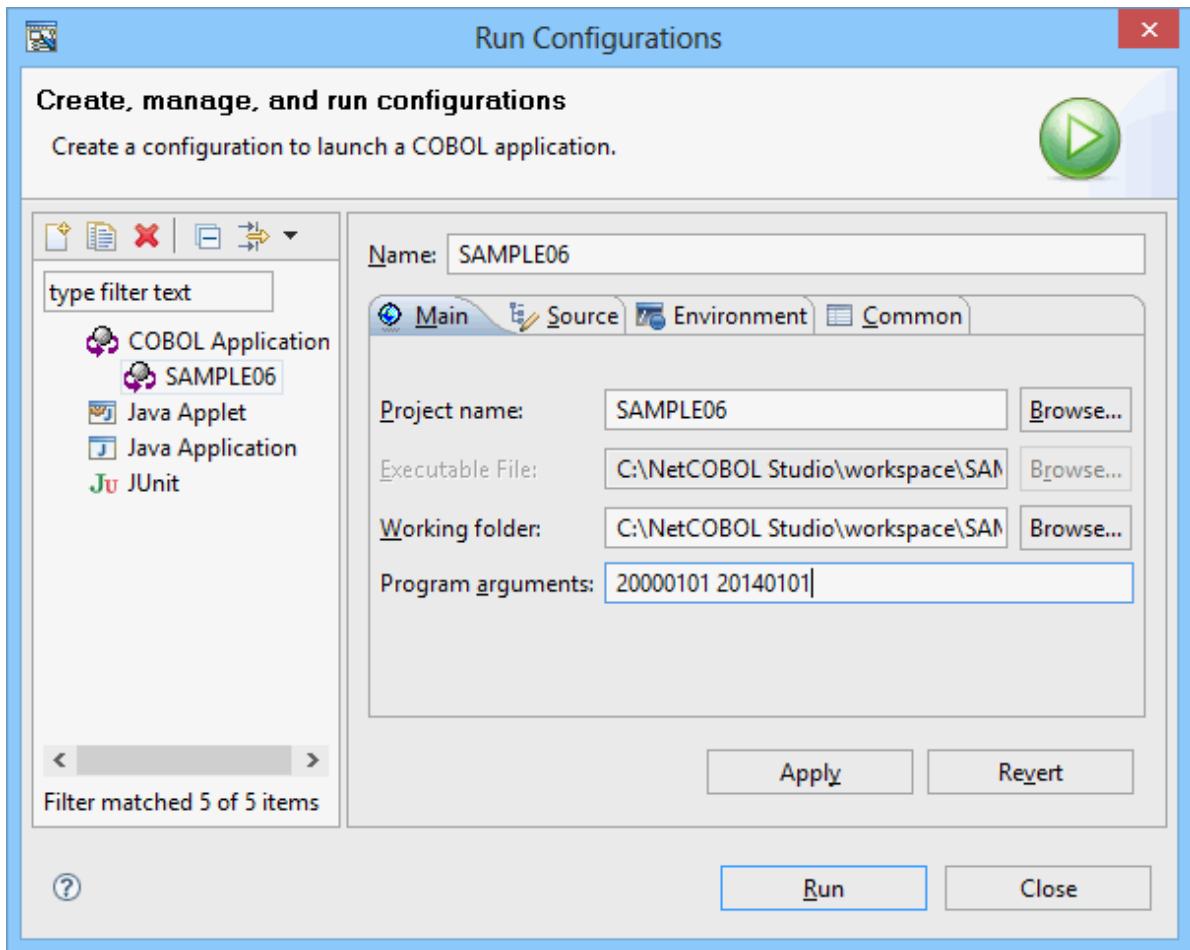 Run Configurations
Create, manage, and run configurations
Create a configuration to launch a COBOL application.
type filter text
COBOL Application
SAMPLE06
Java Applet
Java Application
JU JUnit
Filter matched 5 of 5 items
Name: SAMPLE06
Main Source Environment Common
Project name: SAMPLE06 Browse...
Executable File: C:\NetCOBOL Studio\workspace\SAM Browse...
Working folder: C:\NetCOBOL Studio\workspace\SAM Browse...
Program arguments: 20000101 20140101
Apply Revert
? Run Close